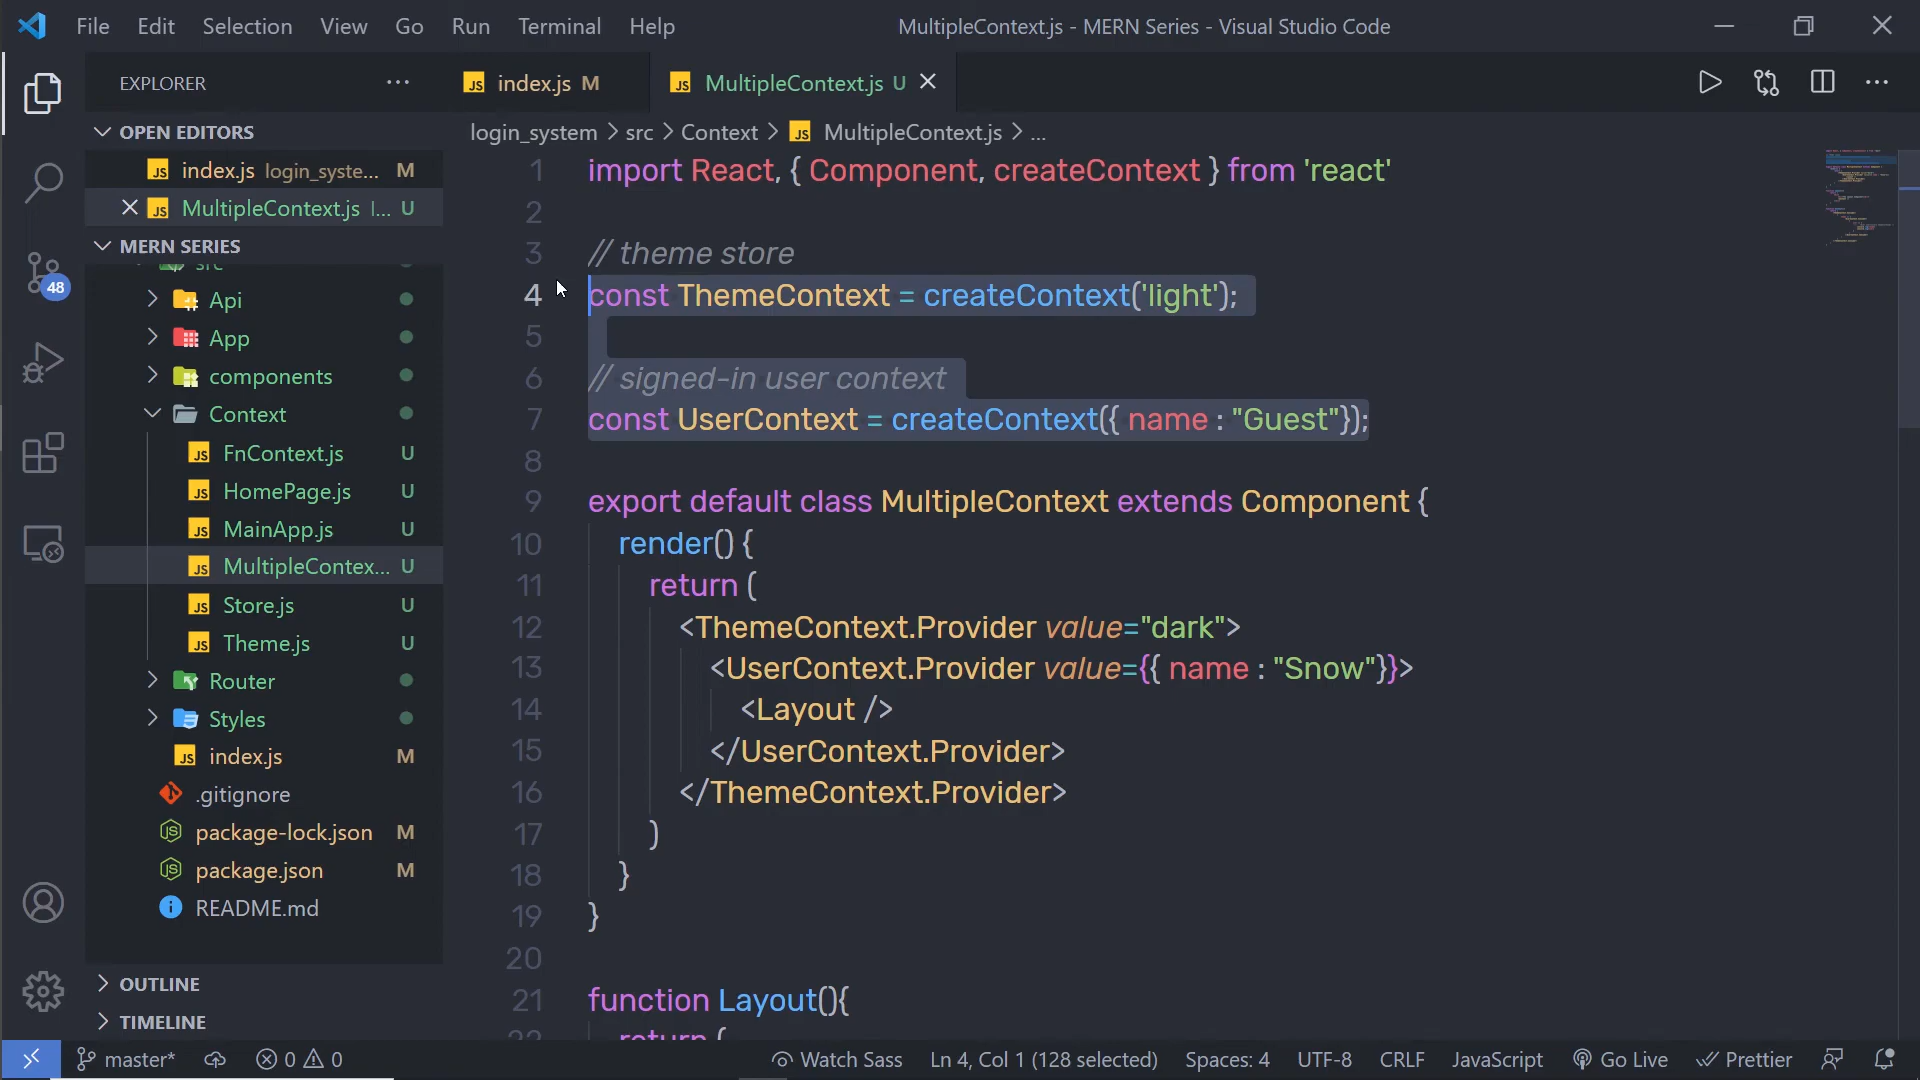 File Edit Selection View Go Run Terminal Help MultipleContext.js - MERN Series - Visual Studio Code
EXPLORER
index.js M
MultipleContext.js U
OPEN EDITORS
index.js login_syste... M
MultipleContext.js l... U
MERN SERIES
src
Api
App
components
Context
FnContext.js U
HomePage.js U
MainApp.js U
MultipleContex... U
Store.js U
Theme.js U
Router
Styles
index.js M
.gitignore
package-lock.json M
package.json M
README.md
OUTLINE
TIMELINE
48
login_system > src > Context > JS MultipleContext.js > ...
1 import React, { Component, createContext } from 'react'
2
3 // theme store
4 const ThemeContext = createContext('light');
5
6 // signed-in user context
7 const UserContext = createContext({ name : "Guest"});
8
9 export default class MultipleContext extends Component {
10 render() {
11 return (
12 <ThemeContext.Provider value="dark">
13 <UserContext.Provider value={{ name : "Snow"}}>
14 <Layout />
15 </UserContext.Provider>
16 </ThemeContext.Provider>
17 )
18 }
19 }
20
21 function Layout(){
22 return (
master* 0 0 Watch Sass Ln 4, Col 1 (128 selected) Spaces: 4 UTF-8 CRLF JavaScript Go Live Prettier